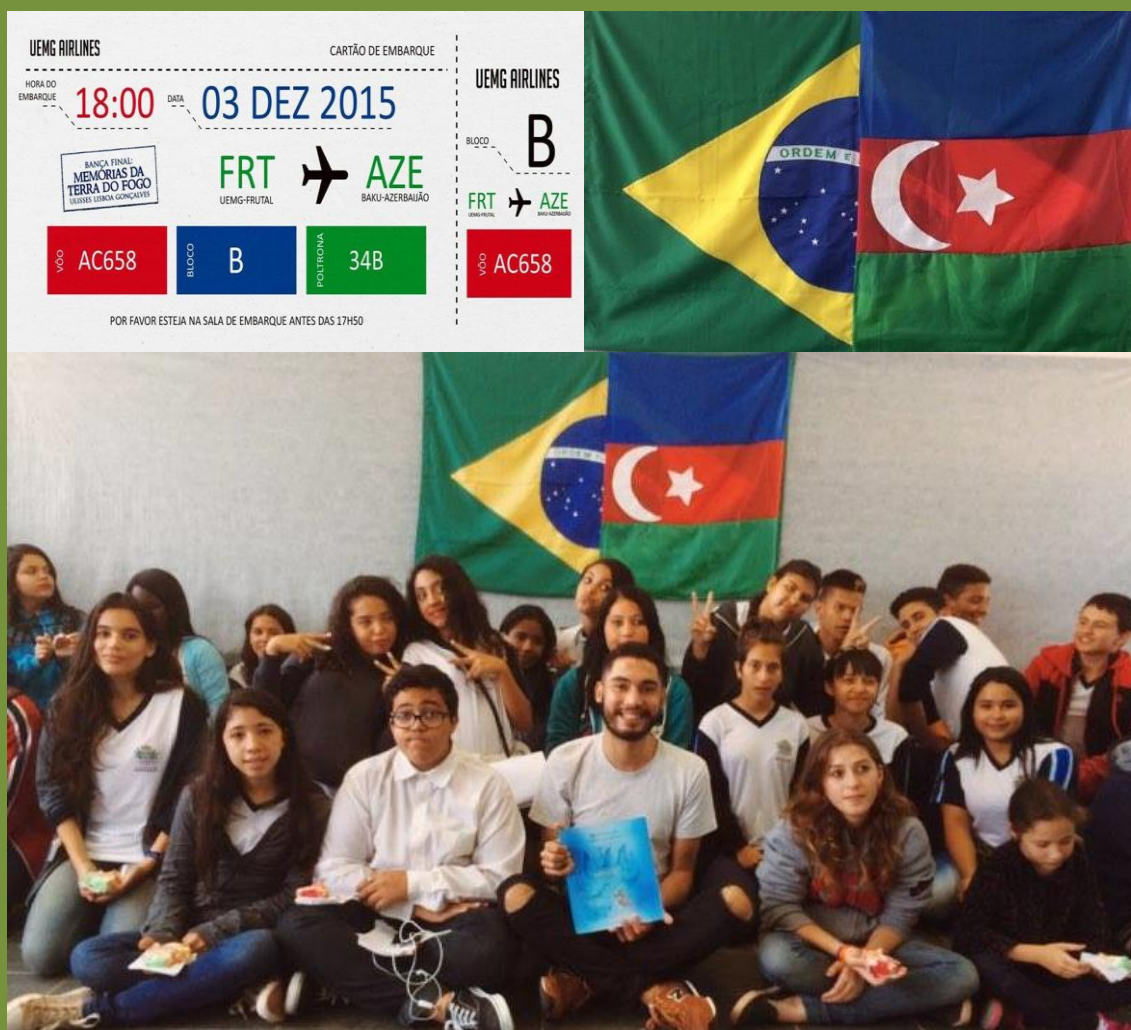 UEMG AIRLINES
CARTÃO DE EMBARQUE
HORA DO
EMBARQUE
18:00
DATA
03 DEZ 2015
BANCA FINAL:
MEMÓRIAS DA
TERRA DO FOGO
ULISSES LISBOA GONÇALVES
FRT
UEMG-FRUTAL
AZE
BAKU-AZERBAIJÃO
VÔO
AC658
BLOCO
B
POLTRONA
34B
POR FAVOR ESTEJA NA SALA DE EMBARQUE ANTES DAS 17H50
UEMG AIRLINES
BLOCO
B
FRT
UEMG-FRUTAL
AZE
BAKU-AZERBAIJÃO
VÔO
AC658
ORDEM E